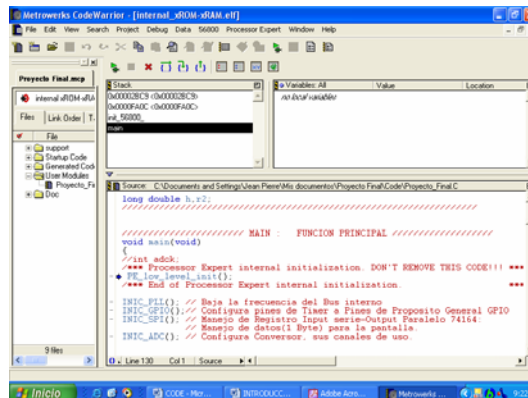 Metrowerks CodeWarrior - [internal_xROM-xRAM.elf]
File Edit View Search Project Debug Data 56800 Processor Expert Window Help
Proyecto Final.mcp
internal xROM-xRA
Files Link Order
File
support
Startup Code
Generated Cod
User Modules
Proyecto_Fi
Doc
9 files
Stack
0x00002BC9 <0x00002BC9>
0x0000FA0C <0x0000FA0C>
init_56800_
main
Variables: All Value Location
no local variables
Source: C:\Documents and Settings\Jean Pierre\Mis documentos\Proyecto Final\Code\Proyecto_Final.C
long double h,r2;
MAIN : FUNCION PRINCIPAL
void main(void)
{
//int adck;
/*** Processor Expert internal initialization. DON'T REMOVE THIS CODE!!! ***
PE_low_level_init();
/*** End of Processor Expert internal initialization. ***
INIC_PLL(); // Baja la frecuencia del Bus interno
INIC_GPIO();// Configura pines de Timer a Pines de Proposito General GPIO
INIC_SPI(); // Manejo de Registro Input serie-Output Paralelo 74164:
// Manejo de datos(1 Byte) para la pantalla.
INIC_ADC(); // Configura Conversor, sus canales de uso.
Line 130 Col 1 Source
Inicio CODE - Micr... INTRODUCC... Adobe Acro... Metrowerks ... 9:22